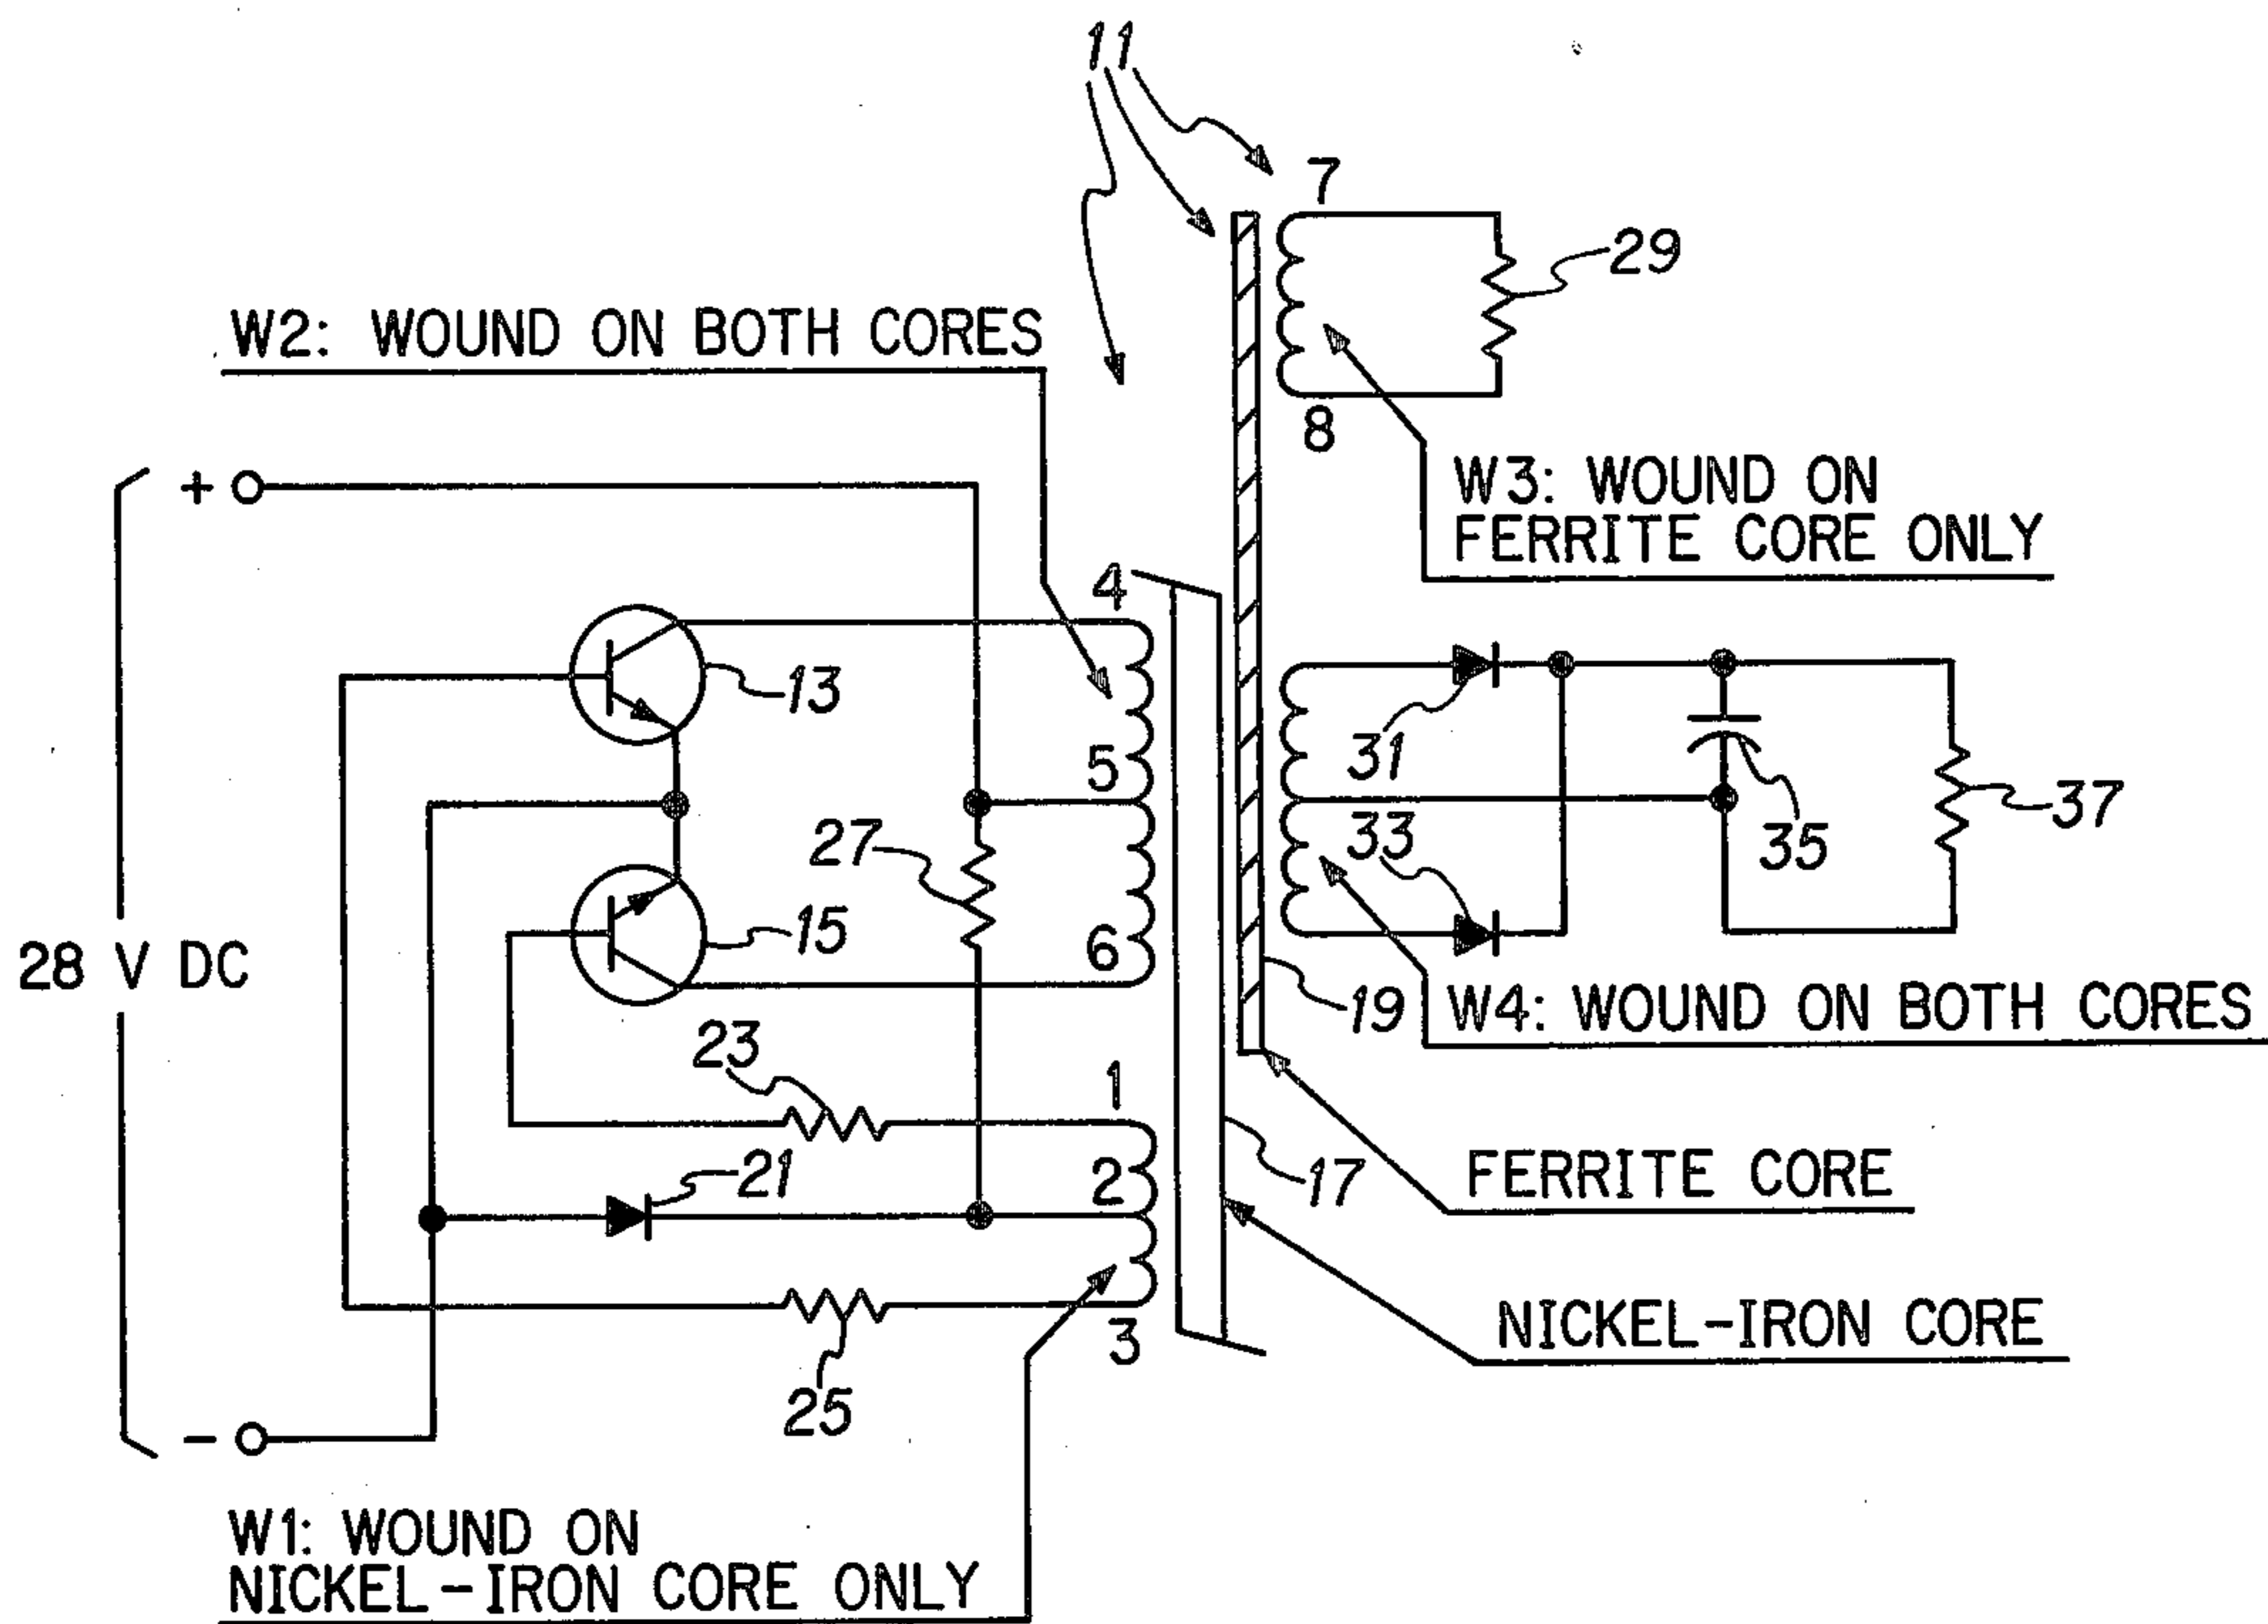 11
7
29
W2: WOUND ON BOTH CORES
8
W3: WOUND ON
FERRITE CORE ONLY
+
4
13
5
31
37
27
33
35
15
6
28 V DC
19
W4: WOUND ON BOTH CORES
23
1
21
2
17
FERRITE CORE
3
NICKEL-IRON CORE
25
-
W1: WOUND ON
NICKEL-IRON CORE ONLY